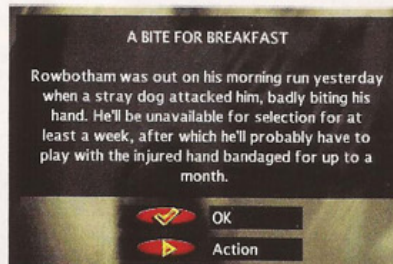 A BITE FOR BREAKFAST
Rowbotham was out on his morning run yesterday
when a stray dog attacked him, badly biting his
hand. He'll be unavailable for selection for at
least a week, after which he'll probably have to
play with the injured hand bandaged for up to a
month.
OK
Action